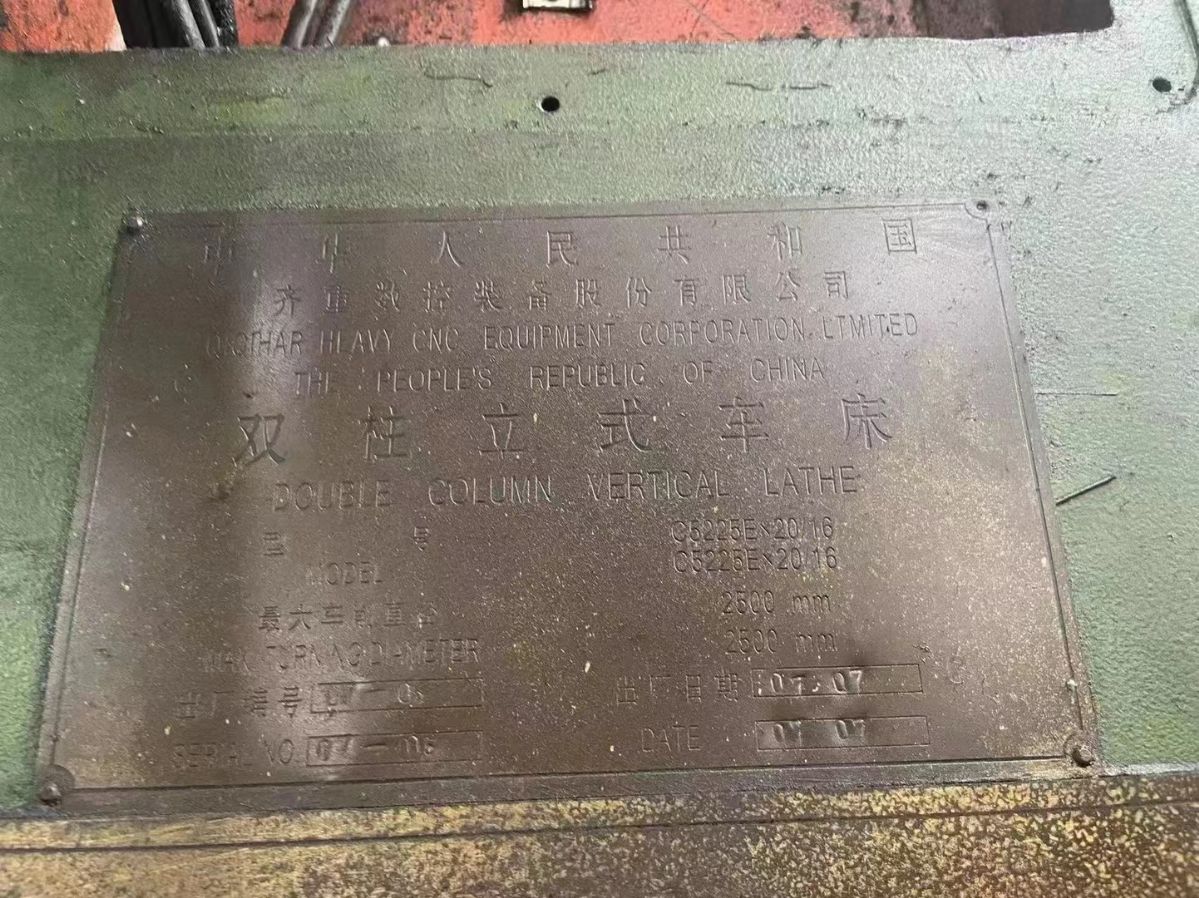 中华人民共和国
齐重数控装备股份有限公司
HEAVY CNC EQUIPMENT CORPORATION LIMITED
THE PEOPLE'S REPUBLIC OF CHINA
双柱立式车床
DOUBLE COLUMN VERTICAL LATHE
型号 C5225E×20/16
MODEL C5225E×20/16
最大车削直径 2500 mm
MAX. TURNING DIAMETER 2500 mm
出厂编号 出厂日期 07.07
SERIAL NO. DATE 07 07